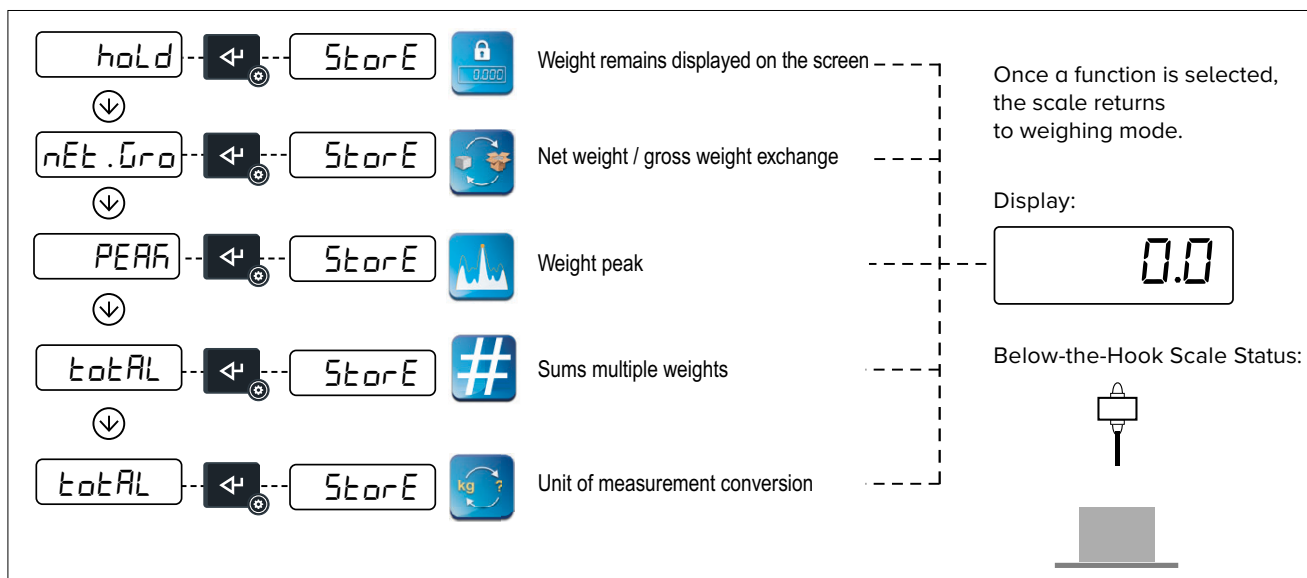 hoLd StorE 0.000 Weight remains displayed on the screen
nEt.Gro StorE Net weight / gross weight exchange
PEAK StorE Weight peak
totAL StorE # Sums multiple weights
totAL StorE kg ? Unit of measurement conversion
Once a function is selected,
the scale returns
to weighing mode.
Display:
0.0
Below-the-Hook Scale Status: